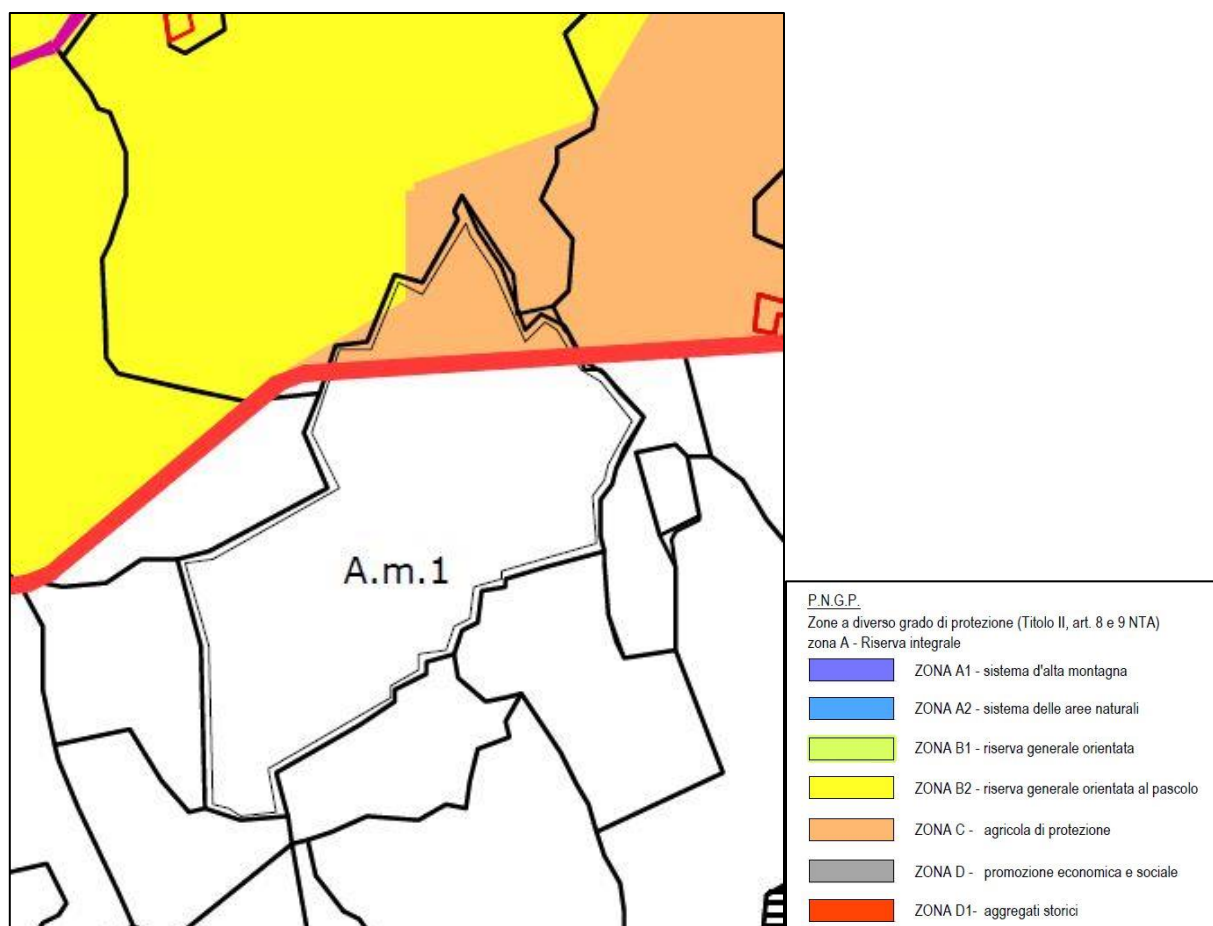 A.m.1
P.N.G.P.
Zone a diverso grado di protezione (Titolo II, art. 8 e 9 NTA)
zona A - Riserva integrale
ZONA A1 - sistema d'alta montagna
ZONA A2 - sistema delle aree naturali
ZONA B1 - riserva generale orientata
ZONA B2 - riserva generale orientata al pascolo
ZONA C - agricola di protezione
ZONA D - promozione economica e sociale
ZONA D1- aggregati storici